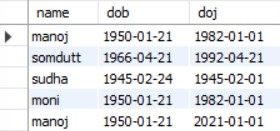 name dob doj
manoj 1950-01-21 1982-01-01
somdutt 1966-04-21 1992-04-21
sudha 1945-02-24 1945-02-01
moni 1950-01-21 1982-01-01
manoj 1950-01-21 2021-01-01